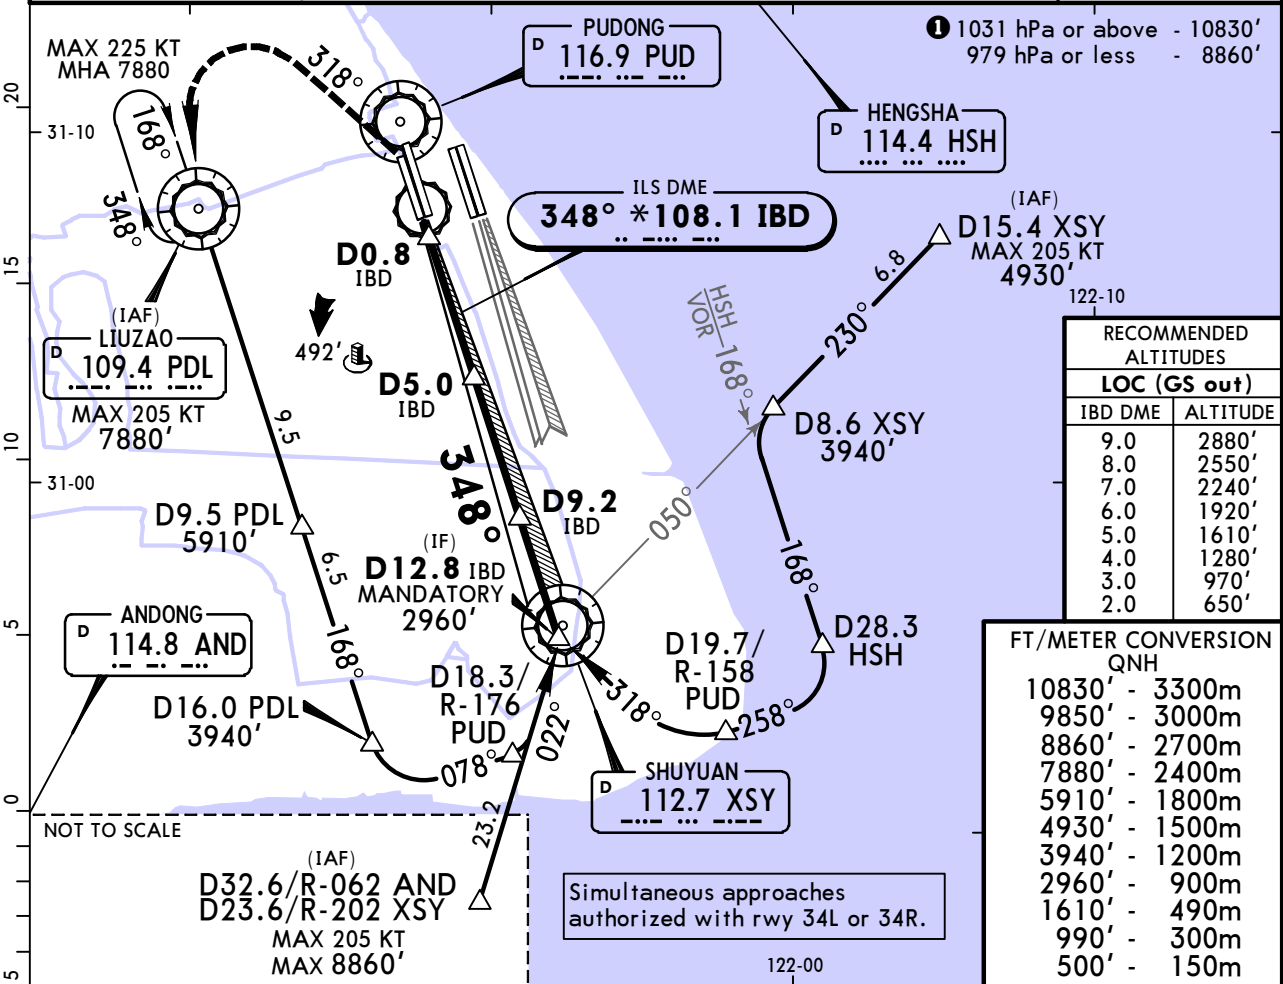 ❶ 1031 hPa or above - 10830′
979 hPa or less - 8860′
MAX 225 KT
MHA 7880
318°
PUDONG
D 116.9 PUD
HENGSHA
D 114.4 HSH
20
31-10
168°
348°
ILS DME
348° *108.1 IBD
(IAF)
D15.4 XSY
MAX 205 KT
4930′
6.8
230°
122-10
D0.8
IBD
15
(IAF)
LIUZAO
D 109.4 PDL
MAX 205 KT
7880′
492′
D5.0
IBD
HSH
VOR 168°
D8.6 XSY
3940′
RECOMMENDED
ALTITUDES
LOC (GS out)
IBD DME ALTITUDE
9.0 2880′
8.0 2550′
7.0 2240′
6.0 1920′
5.0 1610′
4.0 1280′
3.0 970′
2.0 650′
9.5
10
31-00
348°
D9.2
IBD
050°
D9.5 PDL
5910′
6.5
168°
(IF)
D12.8 IBD
MANDATORY
2960′
168°
D28.3
HSH
ANDONG
D 114.8 AND
5
D16.0 PDL
3940′
D18.3/
R-176
PUD
078°
022°
318°
D19.7/
R-158
PUD
258°
SHUYUAN
D 112.7 XSY
FT/METER CONVERSION
QNH
10830′ - 3300m
9850′ - 3000m
8860′ - 2700m
7880′ - 2400m
5910′ - 1800m
4930′ - 1500m
3940′ - 1200m
2960′ - 900m
1610′ - 490m
990′ - 300m
500′ - 150m
0
NOT TO SCALE
23.2
(IAF)
D32.6/R-062 AND
D23.6/R-202 XSY
MAX 205 KT
MAX 8860′
Simultaneous approaches
authorized with rwy 34L or 34R.
122-00
5